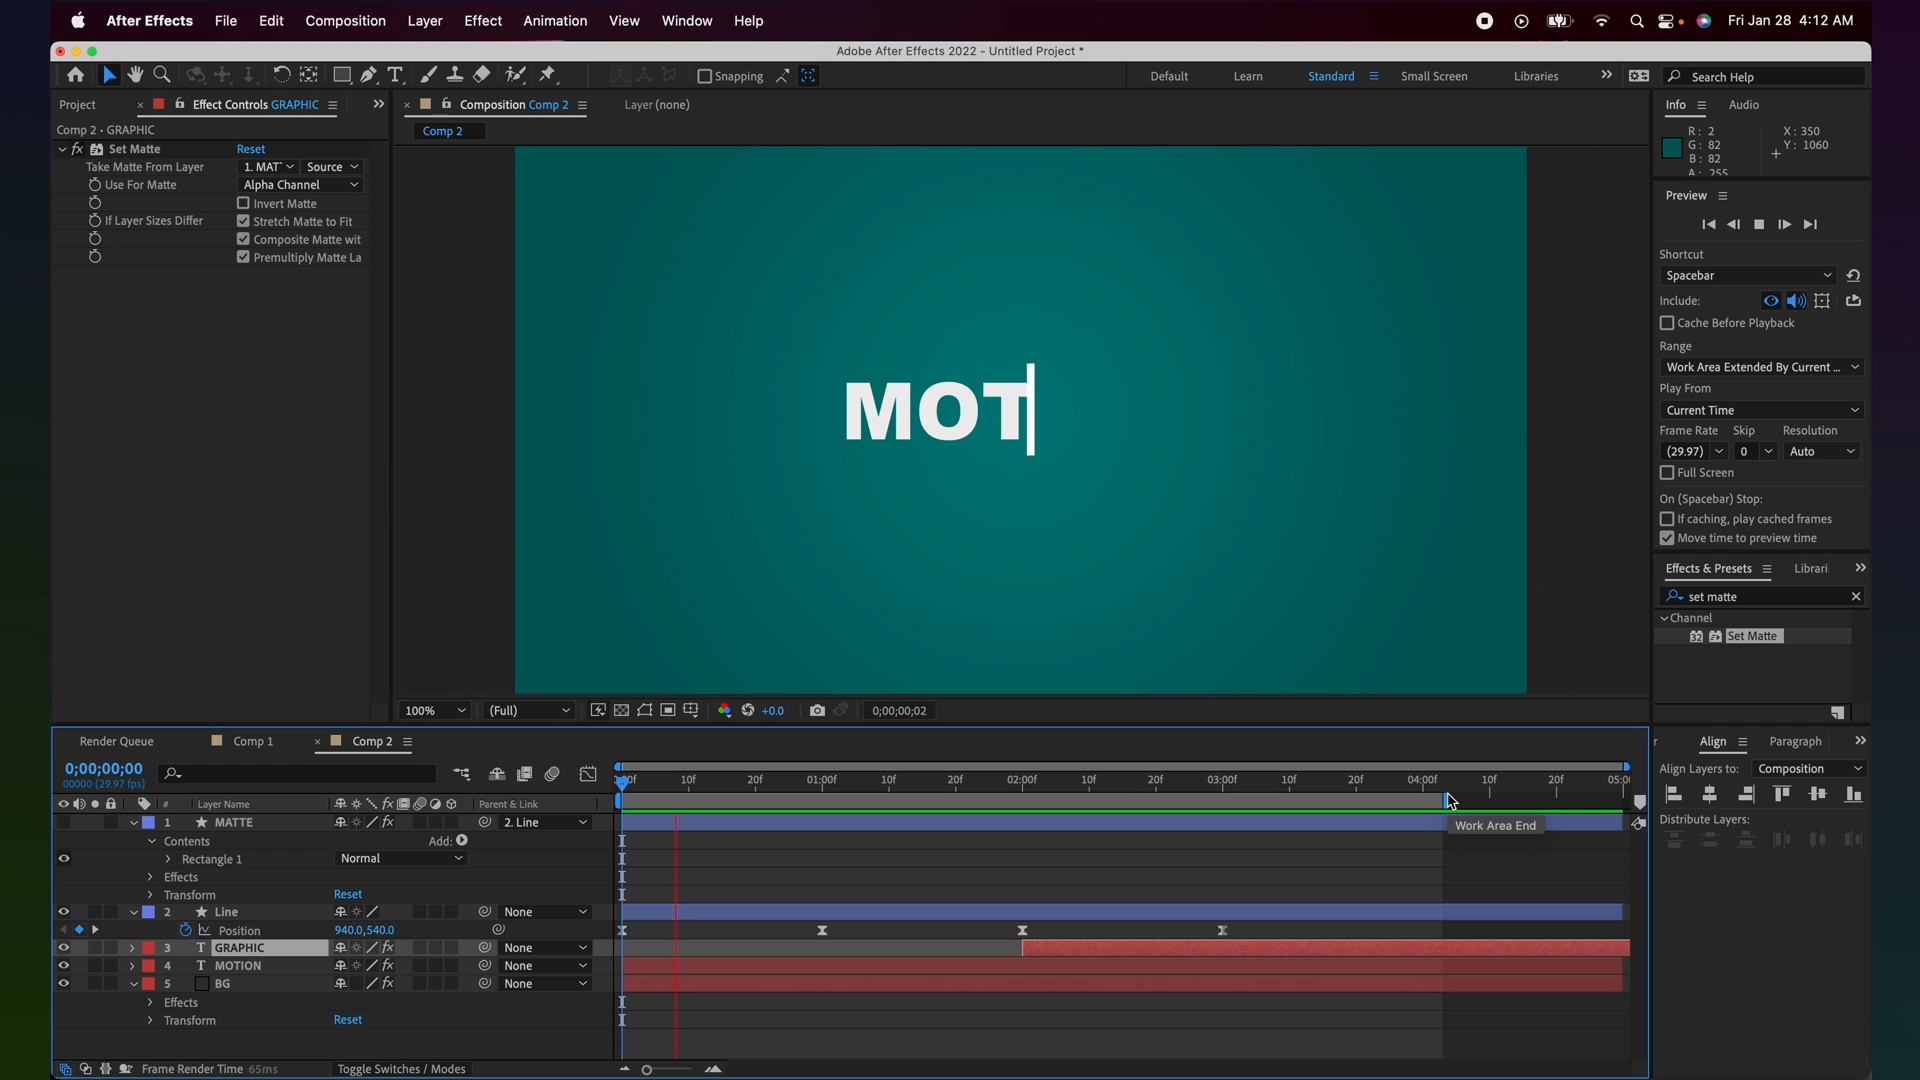 After Effects File Edit Composition Layer Effect Animation View Window Help Fri Jan 28 4:12 AM
Adobe After Effects 2022 - Untitled Project *
Snapping Default Learn Standard Small Screen Libraries Search Help
Project Effect Controls GRAPHIC
Comp 2 • GRAPHIC
fx Set Matte Reset
Take Matte From Layer 1. MAT Source
Use For Matte Alpha Channel
Invert Matte
If Layer Sizes Differ Stretch Matte to Fit
Composite Matte wit
Premultiply Matte La
Composition Comp 2 Layer (none)
Comp 2
MOT
100% (Full) +0.0 0;00;00;02
Info Audio
R: 2 X: 350
G: 82 Y: 1060
B: 82
A: 255
Preview
Shortcut
Spacebar
Include:
Cache Before Playback
Range
Work Area Extended By Current ...
Play From
Current Time
Frame Rate Skip Resolution
(29.97) 0 Auto
Full Screen
On (Spacebar) Stop:
If caching, play cached frames
Move time to preview time
Effects & Presets Librari
set matte
Channel
32 Set Matte
r Align Paragraph
Align Layers to: Composition
Distribute Layers:
Render Queue Comp 1 Comp 2
0;00;00;00
00000 (29.97 fps)
10f 20f 01:00f 10f 20f 02:00f 10f 20f 03:00f 10f 20f 04:00f 10f 20f 05:0
# Layer Name fx Parent & Link
1 MATTE fx 2. Line
Contents Add:
Rectangle 1 Normal
Effects
Transform Reset
2 Line None
Position 940.0,540.0
3 T GRAPHIC fx None
4 T MOTION fx None
5 BG fx None
Effects
Transform Reset
Work Area End
Frame Render Time 65ms Toggle Switches / Modes